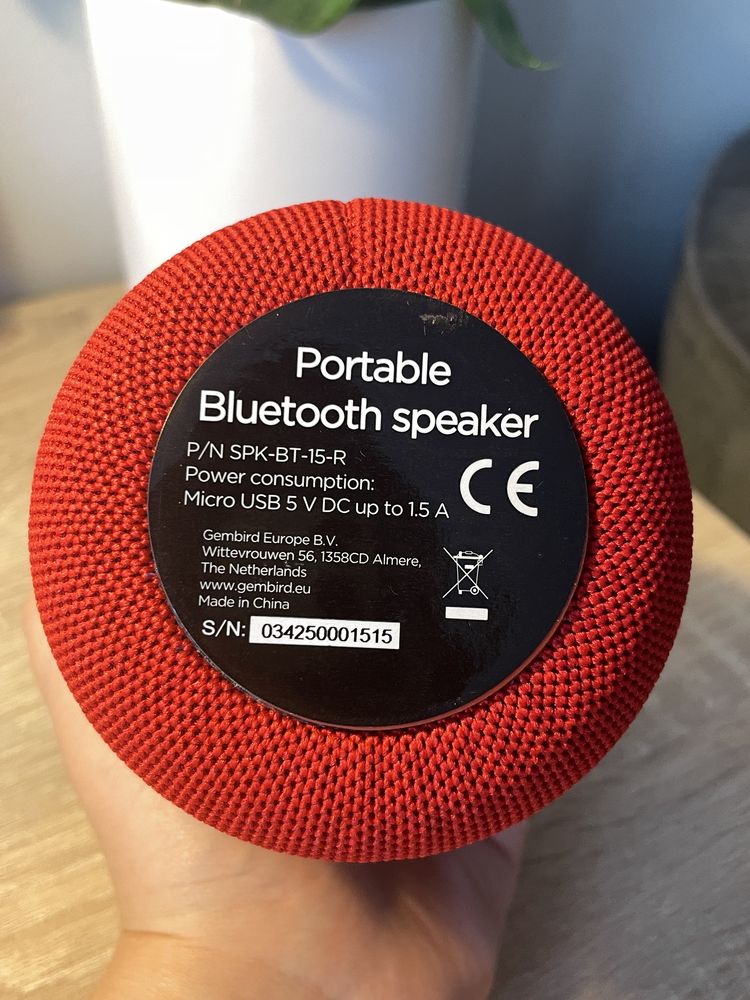 Portable
Bluetooth speaker
P/N SPK-BT-15-R
Power consumption:
Micro USB 5 V DC up to 1.5 A
CE
Gembird Europe B.V.
Wittevrouwen 56, 1358CD Almere,
The Netherlands
www.gembird.eu
Made in China
S/N: 034250001515